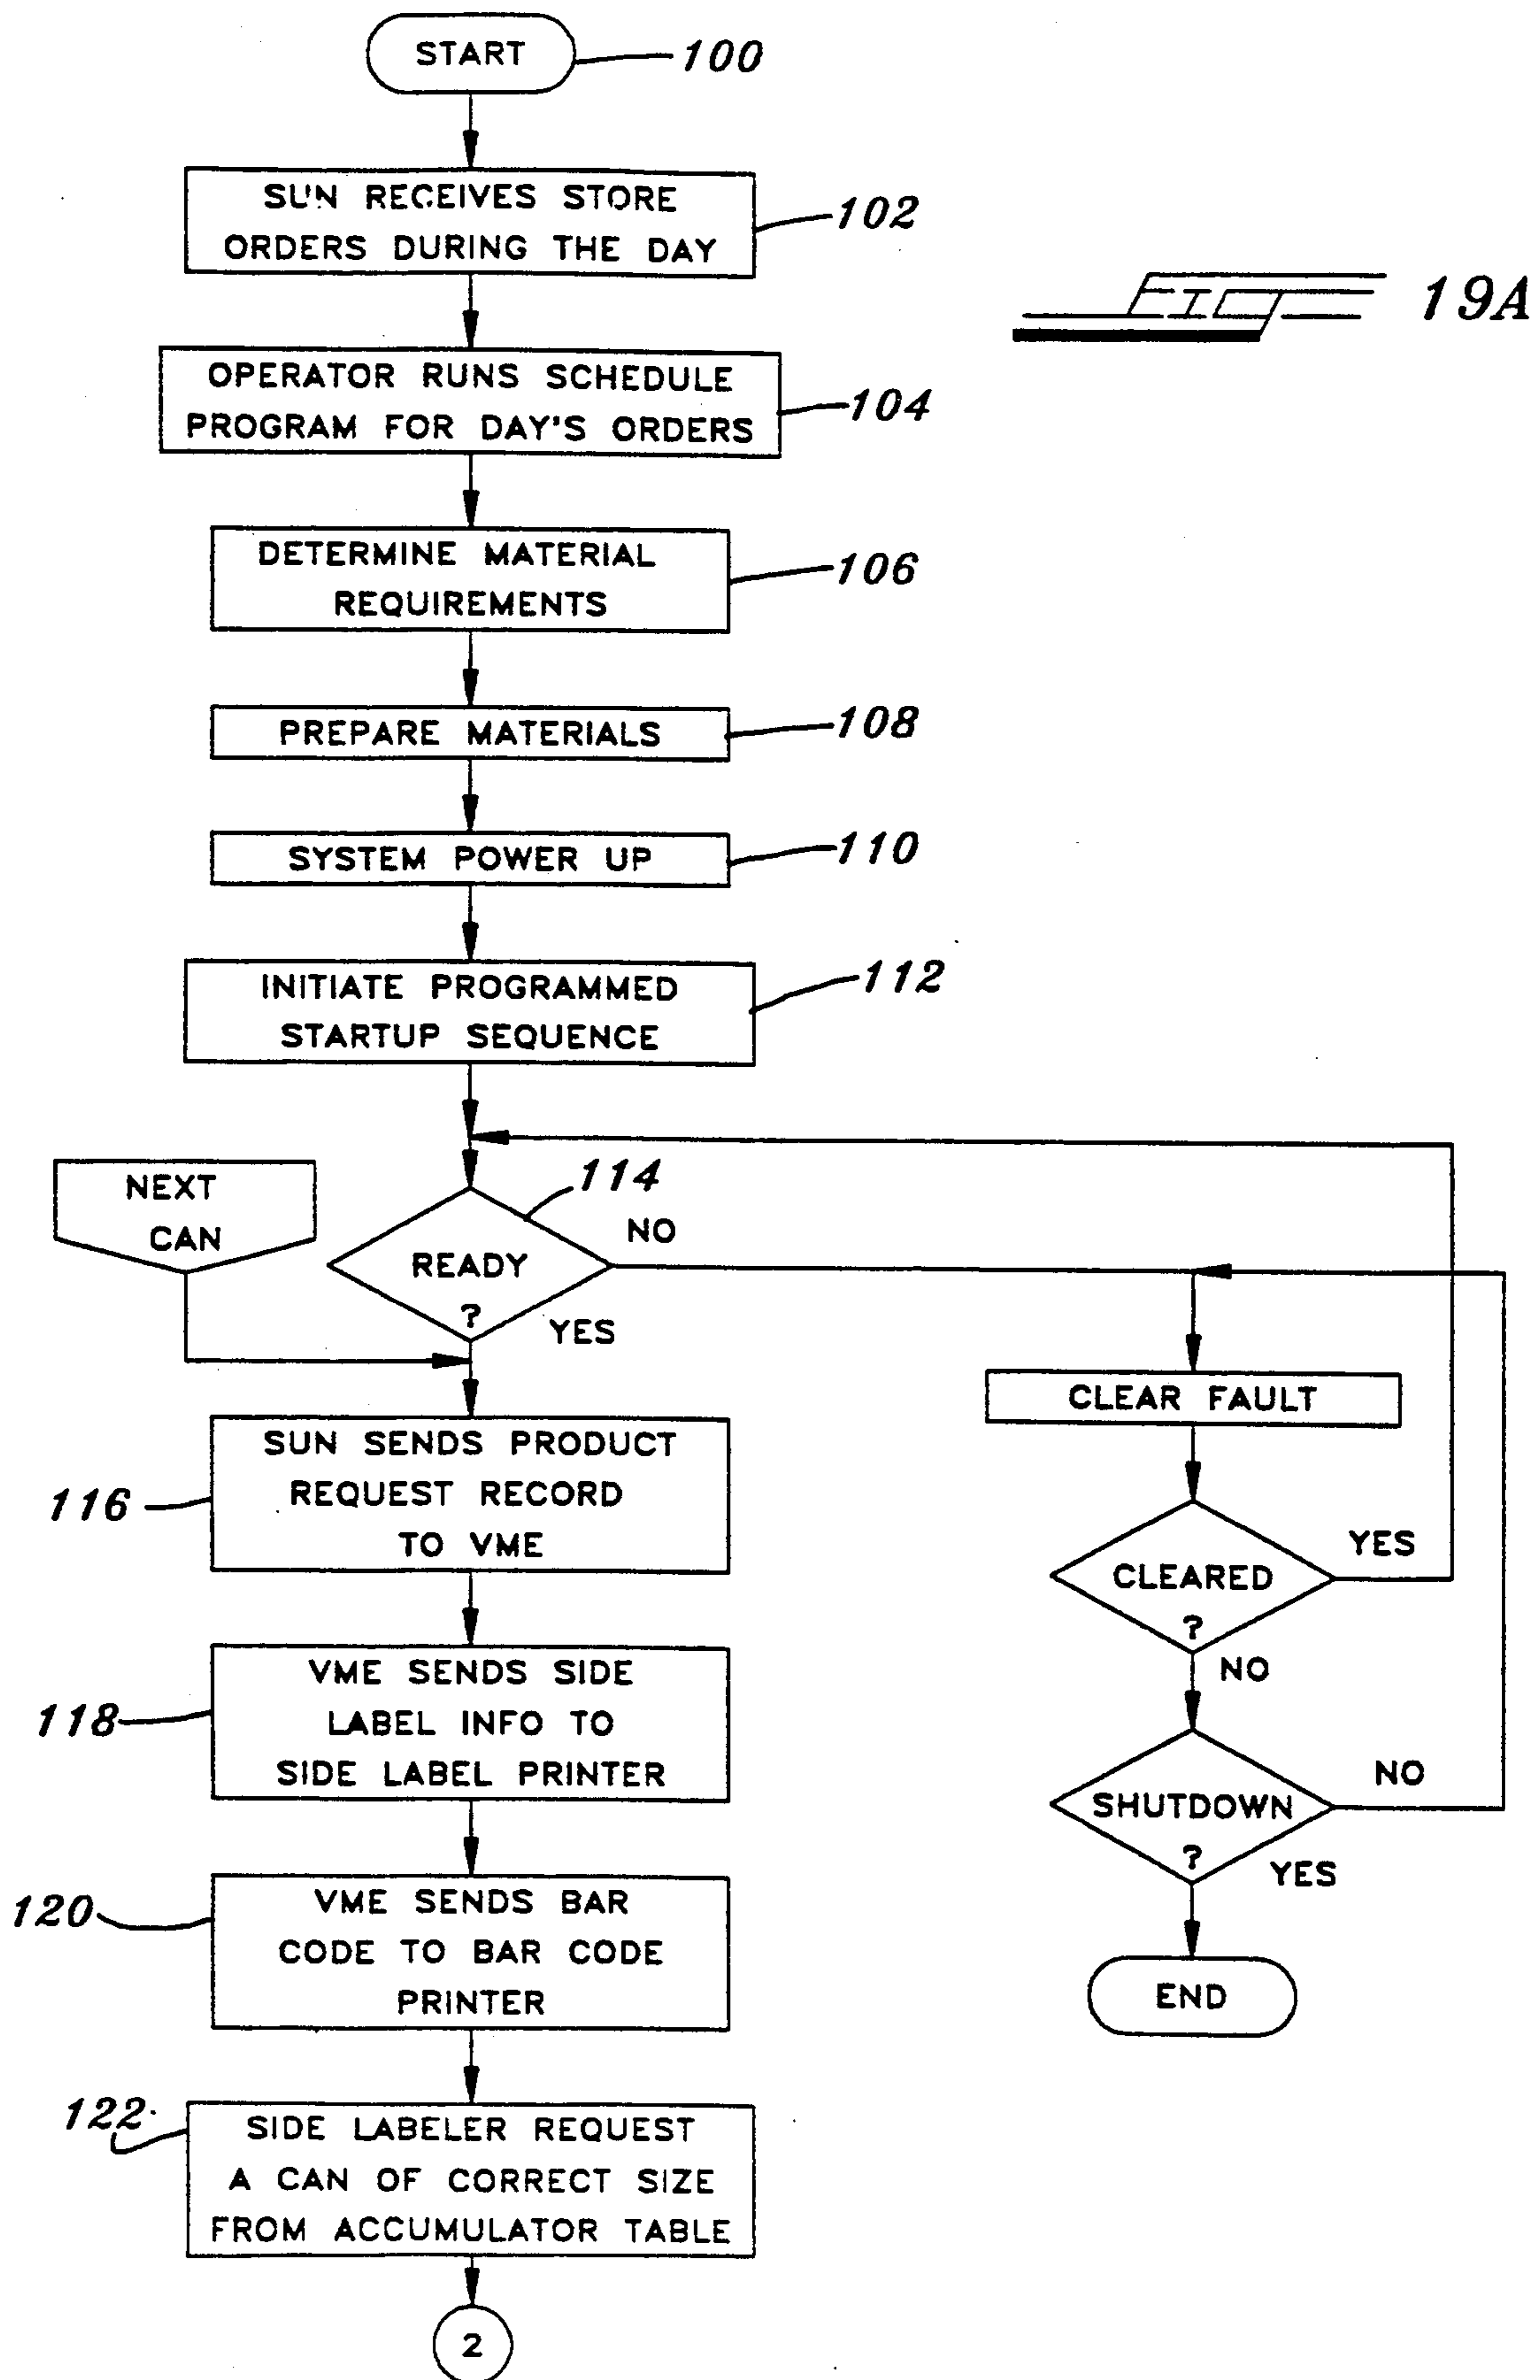 START
100
SUN RECEIVES STORE
ORDERS DURING THE DAY
102
FIG 19A
OPERATOR RUNS SCHEDULE
PROGRAM FOR DAY'S ORDERS
104
DETERMINE MATERIAL
REQUIREMENTS
106
PREPARE MATERIALS
108
SYSTEM POWER UP
110
INITIATE PROGRAMMED
STARTUP SEQUENCE
112
NEXT
CAN
114
READY
?
NO
YES
CLEAR FAULT
SUN SENDS PRODUCT
REQUEST RECORD
TO VME
116
CLEARED
?
YES
NO
VME SENDS SIDE
LABEL INFO TO
SIDE LABEL PRINTER
118
SHUTDOWN
?
NO
YES
VME SENDS BAR
CODE TO BAR CODE
PRINTER
120
END
122
SIDE LABELER REQUEST
A CAN OF CORRECT SIZE
FROM ACCUMULATOR TABLE
2